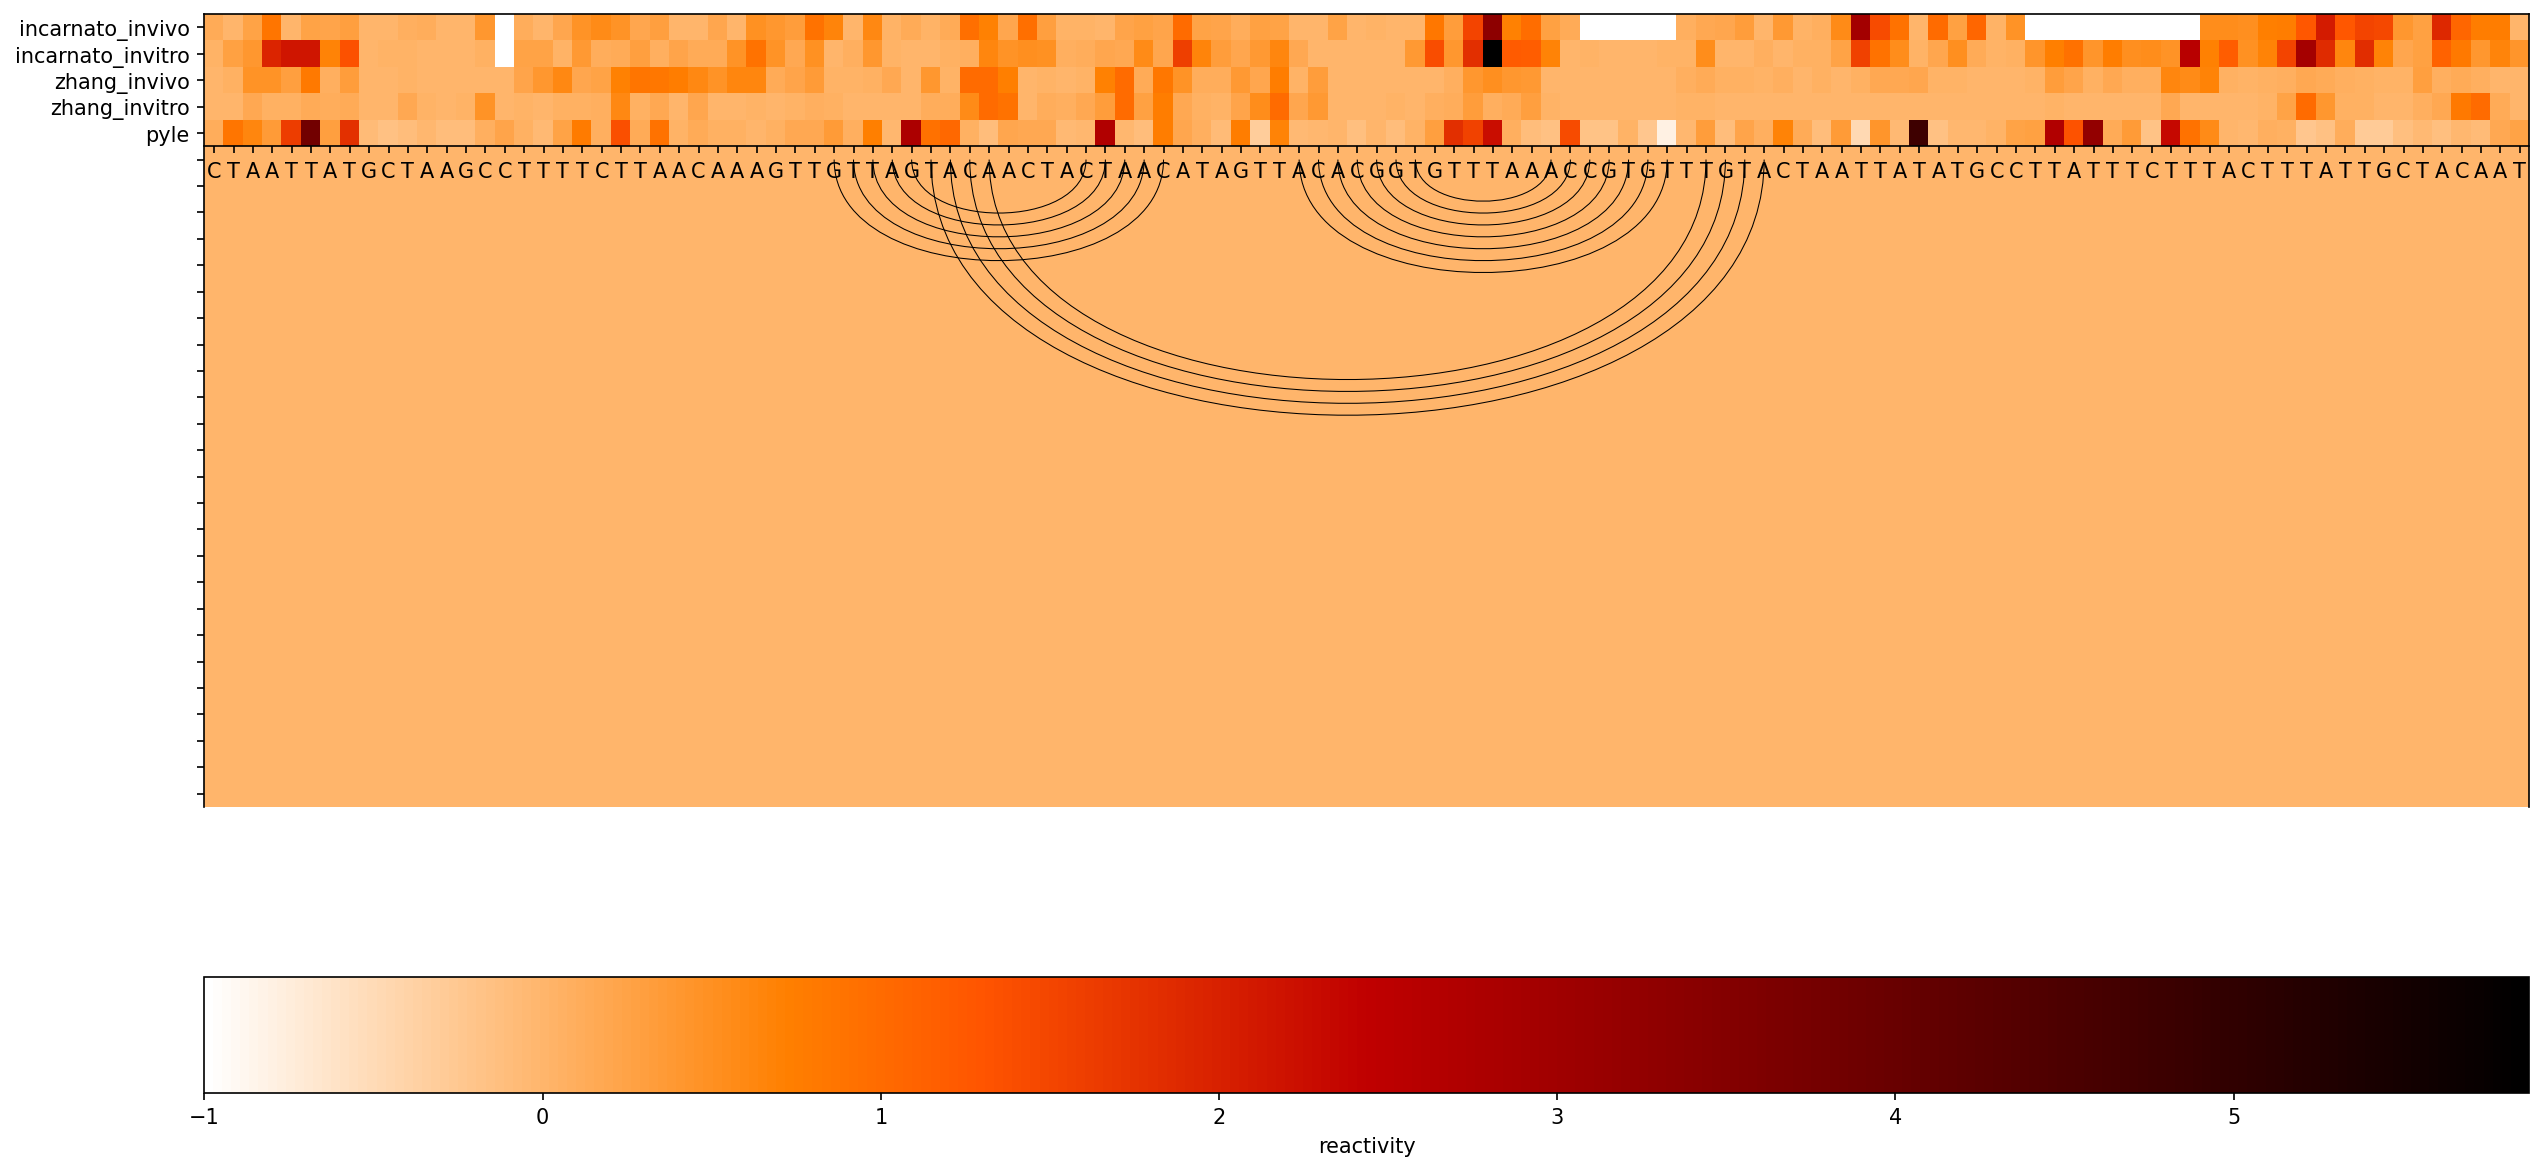 incarnato_invivo
incarnato_invitro
zhang_invivo
zhang_invitro
pyle
CTAATTATGCTAAGCCTTTTCTTAACAAAGTTGTTAGTACAACTACTAACATAGTTACACGGTGTTTAAACCGTGTTTGTACTAATTATATGCCTTATTTCTTTACTTTATTGCTACAAT
−1 0 1 2 3 4 5
reactivity